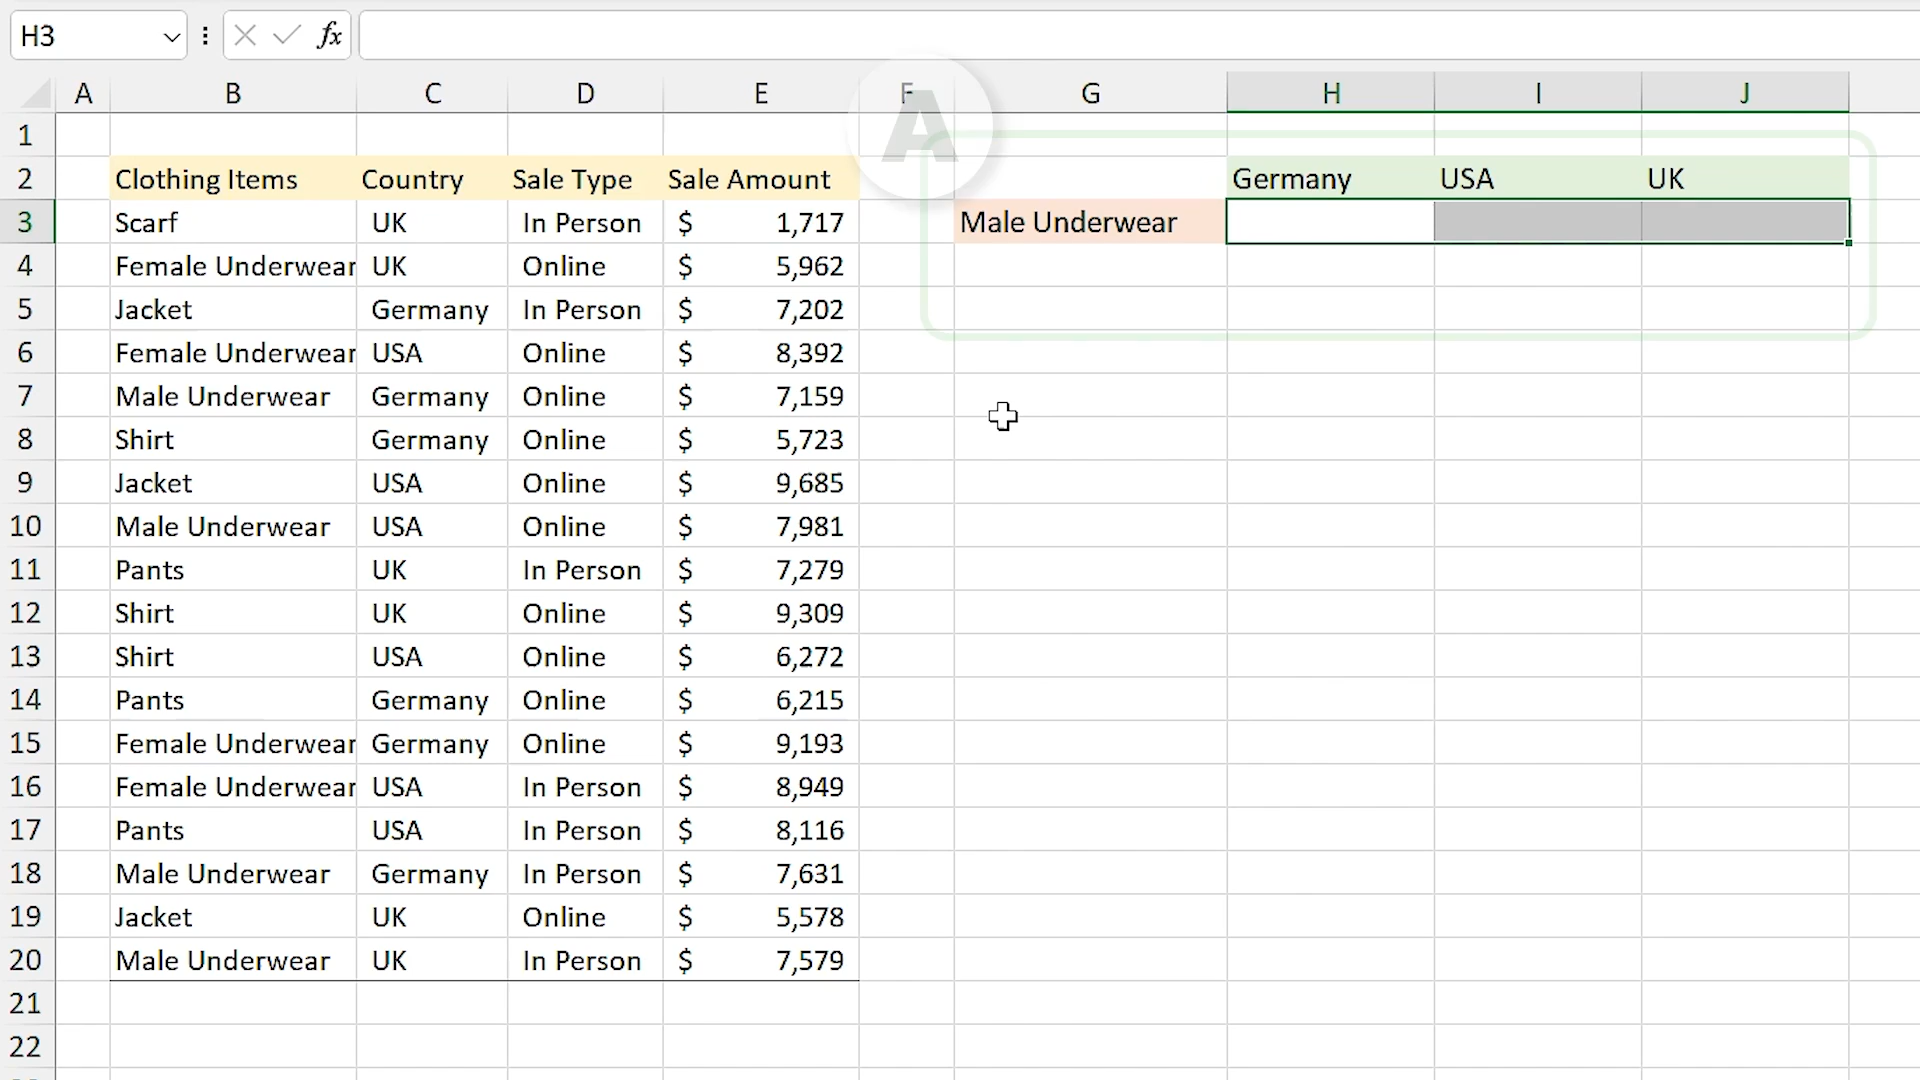 H3 fx
A B C D E F G H I J
A
1
2 Clothing Items Country Sale Type Sale Amount Germany USA UK
3 Scarf UK In Person $ 1,717 Male Underwear
4 Female Underwear UK Online $ 5,962
5 Jacket Germany In Person $ 7,202
6 Female Underwear USA Online $ 8,392
7 Male Underwear Germany Online $ 7,159
8 Shirt Germany Online $ 5,723
9 Jacket USA Online $ 9,685
10 Male Underwear USA Online $ 7,981
11 Pants UK In Person $ 7,279
12 Shirt UK Online $ 9,309
13 Shirt USA Online $ 6,272
14 Pants Germany Online $ 6,215
15 Female Underwear Germany Online $ 9,193
16 Female Underwear USA In Person $ 8,949
17 Pants USA In Person $ 8,116
18 Male Underwear Germany In Person $ 7,631
19 Jacket UK Online $ 5,578
20 Male Underwear UK In Person $ 7,579
21
22